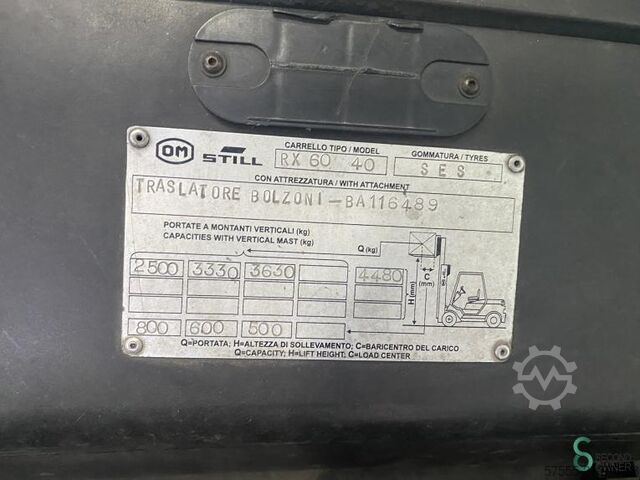 OM STILL
CARRELLO TIPO / MODEL
RX 60 40
GOMMATURA / TYRES
SES
CON ATTREZZATURA / WITH ATTACHMENT
TRASLATORE BOLZONI-BA116489
PORTATE A MONTANTI VERTICALI (kg)
CAPACITIES WITH VERTICAL MAST (kg)
Q (kg)
2500 3330 3630 4480
C
(mm)
H (mm)
800 600 500
Q=PORTATA; H=ALTEZZA DI SOLLEVAMENTO; C=BARICENTRO DEL CARICO
Q=CAPACITY; H=LIFT HEIGHT; C=LOAD CENTER
SECOND
OWNER